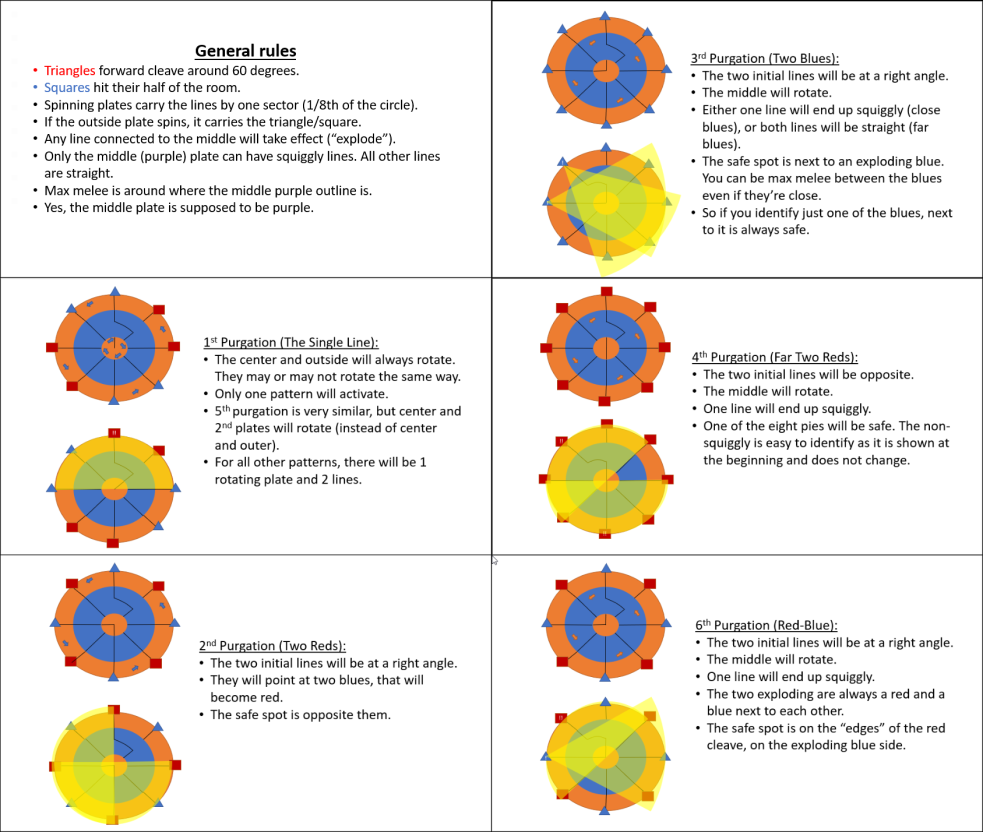 General rules
• Triangles forward cleave around 60 degrees.
• Squares hit their half of the room.
• Spinning plates carry the lines by one sector (1/8th of the circle).
• If the outside plate spins, it carries the triangle/square.
• Any line connected to the middle will take effect (“explode”).
• Only the middle (purple) plate can have squiggly lines. All other lines
are straight.
• Max melee is around where the middle purple outline is.
• Yes, the middle plate is supposed to be purple.
3rd Purgation (Two Blues):
• The two initial lines will be at a right angle.
• The middle will rotate.
• Either one line will end up squiggly (close
blues), or both lines will be straight (far
blues).
• The safe spot is next to an exploding blue.
You can be max melee between the blues
even if they’re close.
• So if you identify just one of the blues, next
to it is always safe.
1st Purgation (The Single Line):
• The center and outside will always rotate.
They may or may not rotate the same way.
• Only one pattern will activate.
• 5th purgation is very similar, but center and
2nd plates will rotate (instead of center
and outer).
• For all other patterns, there will be 1
rotating plate and 2 lines.
4th Purgation (Far Two Reds):
• The two initial lines will be opposite.
• The middle will rotate.
• One line will end up squiggly.
• One of the eight pies will be safe. The non-
squiggly is easy to identify as it is shown at
the beginning and does not change.
2nd Purgation (Two Reds):
• The two initial lines will be at a right angle.
• They will point at two blues, that will
become red.
• The safe spot is opposite them.
6th Purgation (Red-Blue):
• The two initial lines will be at a right angle.
• The middle will rotate.
• One line will end up squiggly.
• The two exploding are always a red and a
blue next to each other.
• The safe spot is on the “edges” of the red
cleave, on the exploding blue side.